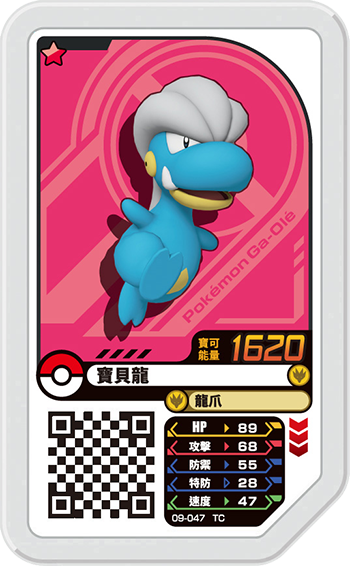 Pokémon Ga-Olé
寶可能量 1620
寶貝龍
龍爪
HP 89
攻擊 68
防禦 55
特防 28
速度 47
09-047 TC